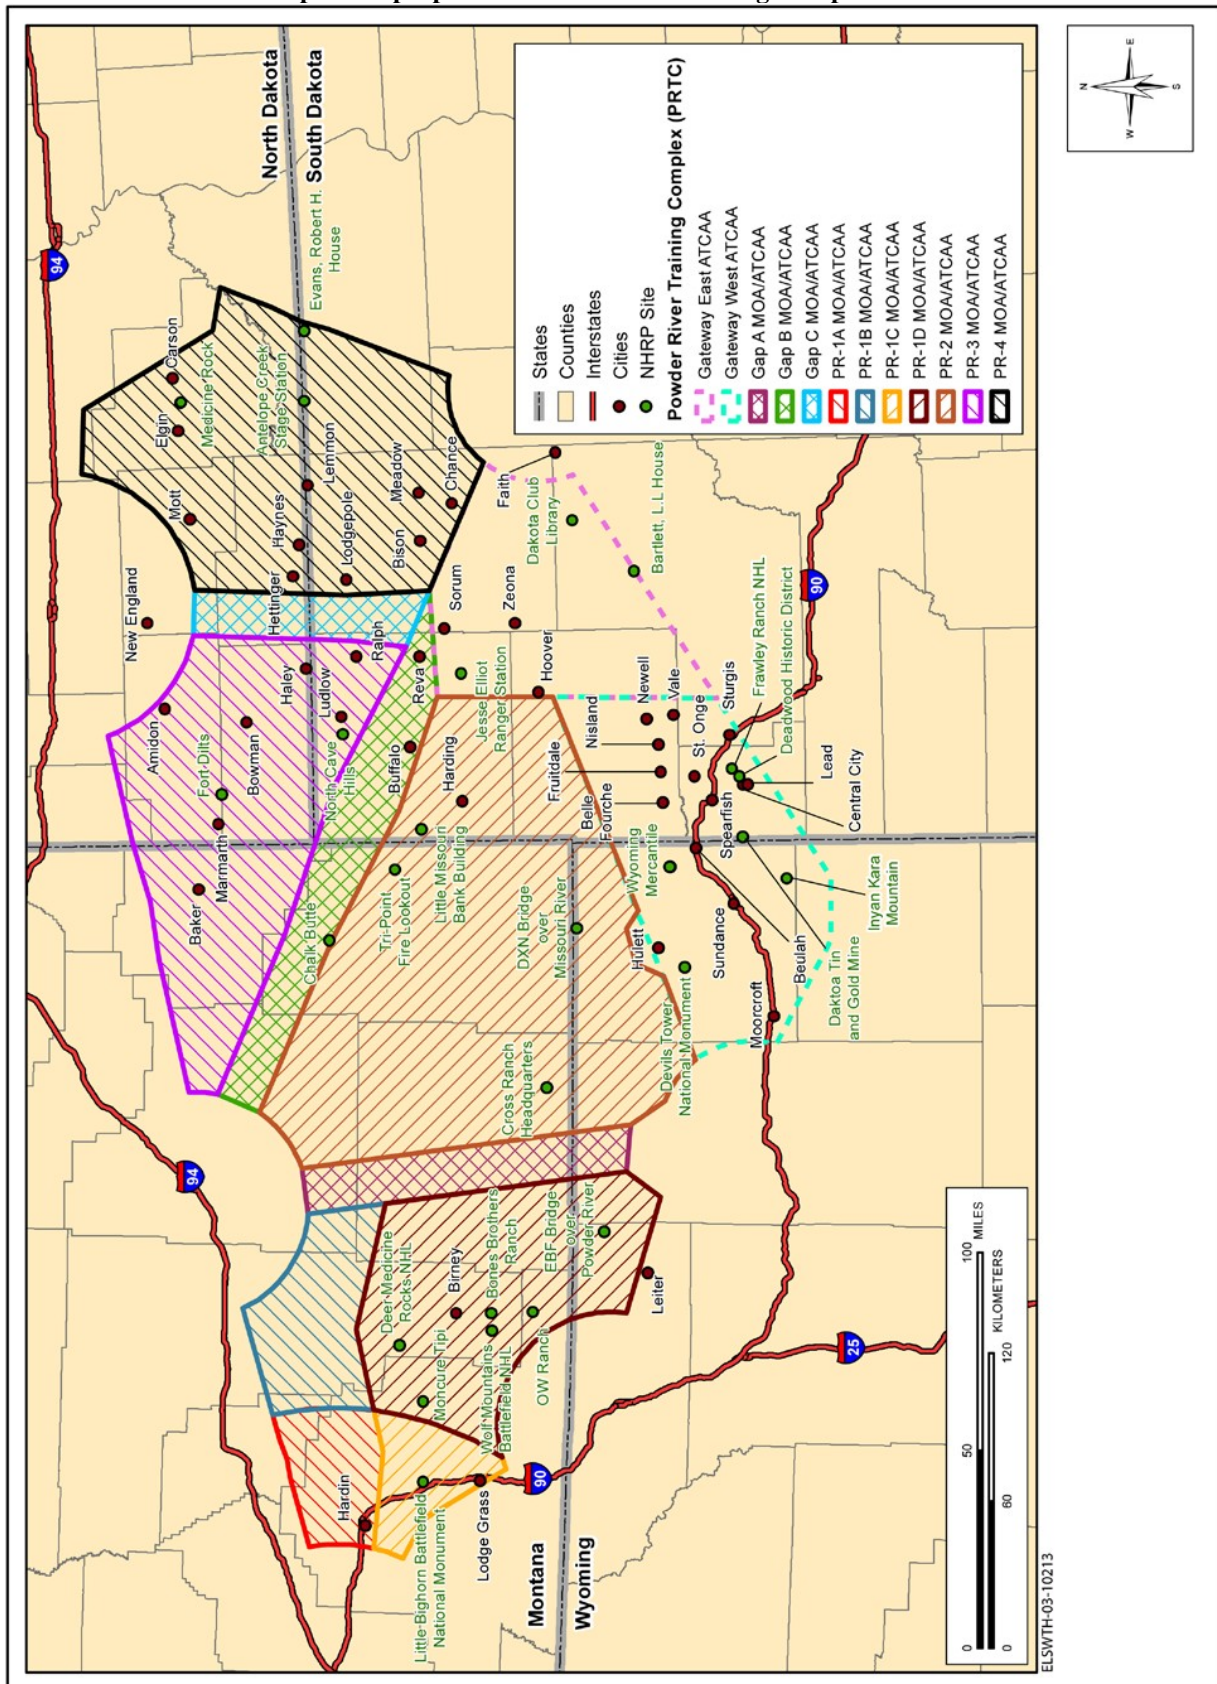 North Dakota
South Dakota
Montana
Wyoming
94
94
90
90
25
Evans, Robert H.
House
Carson
Medicine Rock
Elgin
Antelope Creek
Stage Station
Mott
Lemmon
Haynes
Lodgepole
Hettinger
Meadow
Chance
Bison
New England
Faith
Dakota Club
Library
Bartlett, L.L House
Sorum
Zeona
Hoover
Ralph
Reva
Haley
Ludlow
Amidon
Bowman
Fort Dilts
North Cave
Hills
Marmarth
Baker
Buffalo
Harding
Jesse Elliot
Ranger Station
Little Missouri
Bank Building
Tri-Point
Fire Lookout
Chalk Butte
Newell
Vale
Nisland
Fruitdale
St. Onge
Sturgis
Belle
Fourche
Frawley Ranch NHL
Deadwood Historic District
Lead
Central City
Spearfish
Wyoming
Mercantile
DXN Bridge
over
Missouri River
Hulett
Sundance
Beulah
Inyan Kara
Mountain
Daktoa Tin
and Gold Mine
Devils Tower
National Monument
Moorcroft
Cross Ranch
Headquarters
Deer Medicine
Rocks NHL
Birney
Bones Brothers
Ranch
EBF Bridge
over
Powder River
Leiter
Moncure Tipi
Wolf Mountains
Battlefield NHL
OW Ranch
Hardin
Little-Bighorn Battlefield
National Monument
Lodge Grass
States
Counties
Interstates
Cities
NHRP Site
Powder River Training Complex (PRTC)
Gateway East ATCAA
Gateway West ATCAA
Gap A MOA/ATCAA
Gap B MOA/ATCAA
Gap C MOA/ATCAA
PR-1A MOA/ATCAA
PR-1B MOA/ATCAA
PR-1C MOA/ATCAA
PR-1D MOA/ATCAA
PR-2 MOA/ATCAA
PR-3 MOA/ATCAA
PR-4 MOA/ATCAA
N
W
E
S
0 50 100 MILES
0 60 120 KILOMETERS
ELSWTH-03-10213